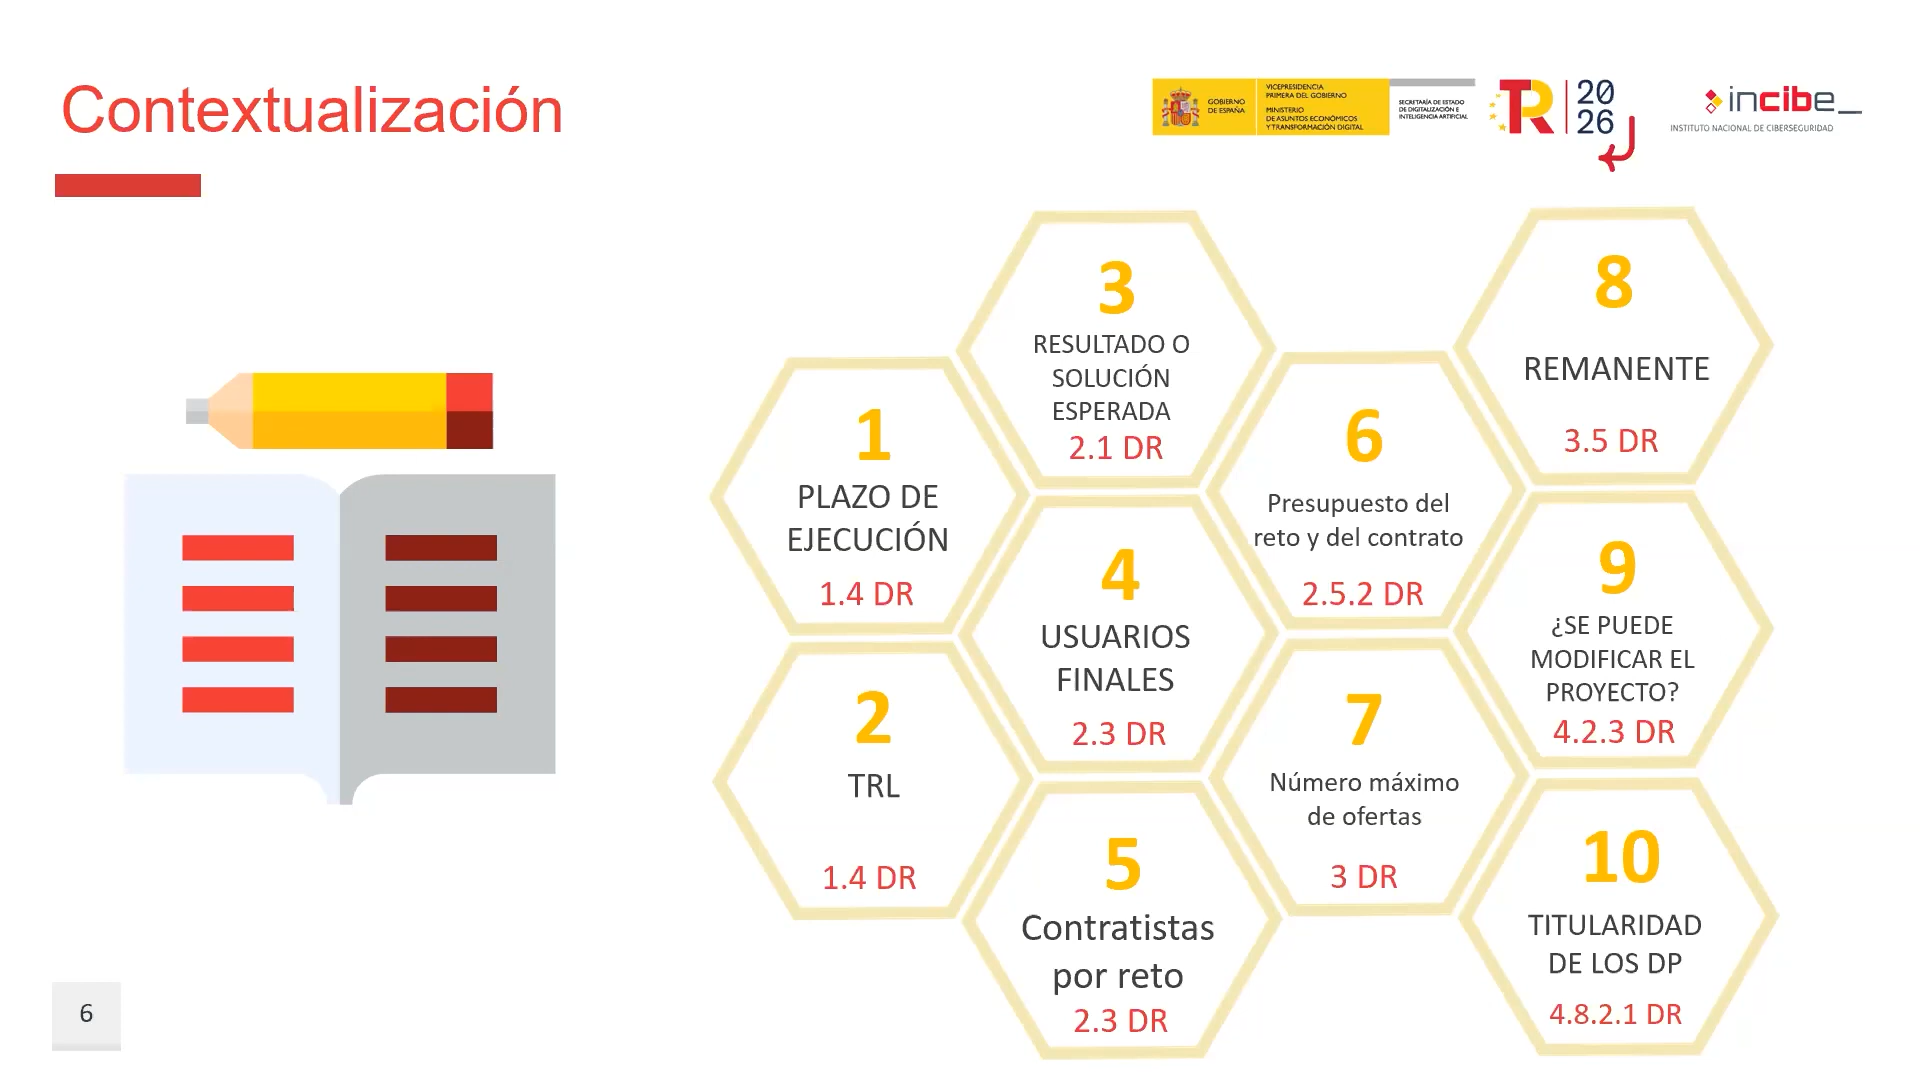 Contextualización
GOBIERNO
DE ESPAÑA
VICEPRESIDENCIA
PRIMERA DEL GOBIERNO
MINISTERIO
DE ASUNTOS ECONÓMICOS
Y TRANSFORMACIÓN DIGITAL
SECRETARÍA DE ESTADO
DE DIGITALIZACIÓN E
INTELIGENCIA ARTIFICIAL
TR
20
26
incibe_
INSTITUTO NACIONAL DE CIBERSEGURIDAD
1
PLAZO DE
EJECUCIÓN
1.4 DR
2
TRL
1.4 DR
3
RESULTADO O
SOLUCIÓN
ESPERADA
2.1 DR
4
USUARIOS
FINALES
2.3 DR
5
Contratistas
por reto
2.3 DR
6
Presupuesto del
reto y del contrato
2.5.2 DR
7
Número máximo
de ofertas
3 DR
8
REMANENTE
3.5 DR
9
¿SE PUEDE
MODIFICAR EL
PROYECTO?
4.2.3 DR
10
TITULARIDAD
DE LOS DP
4.8.2.1 DR
6